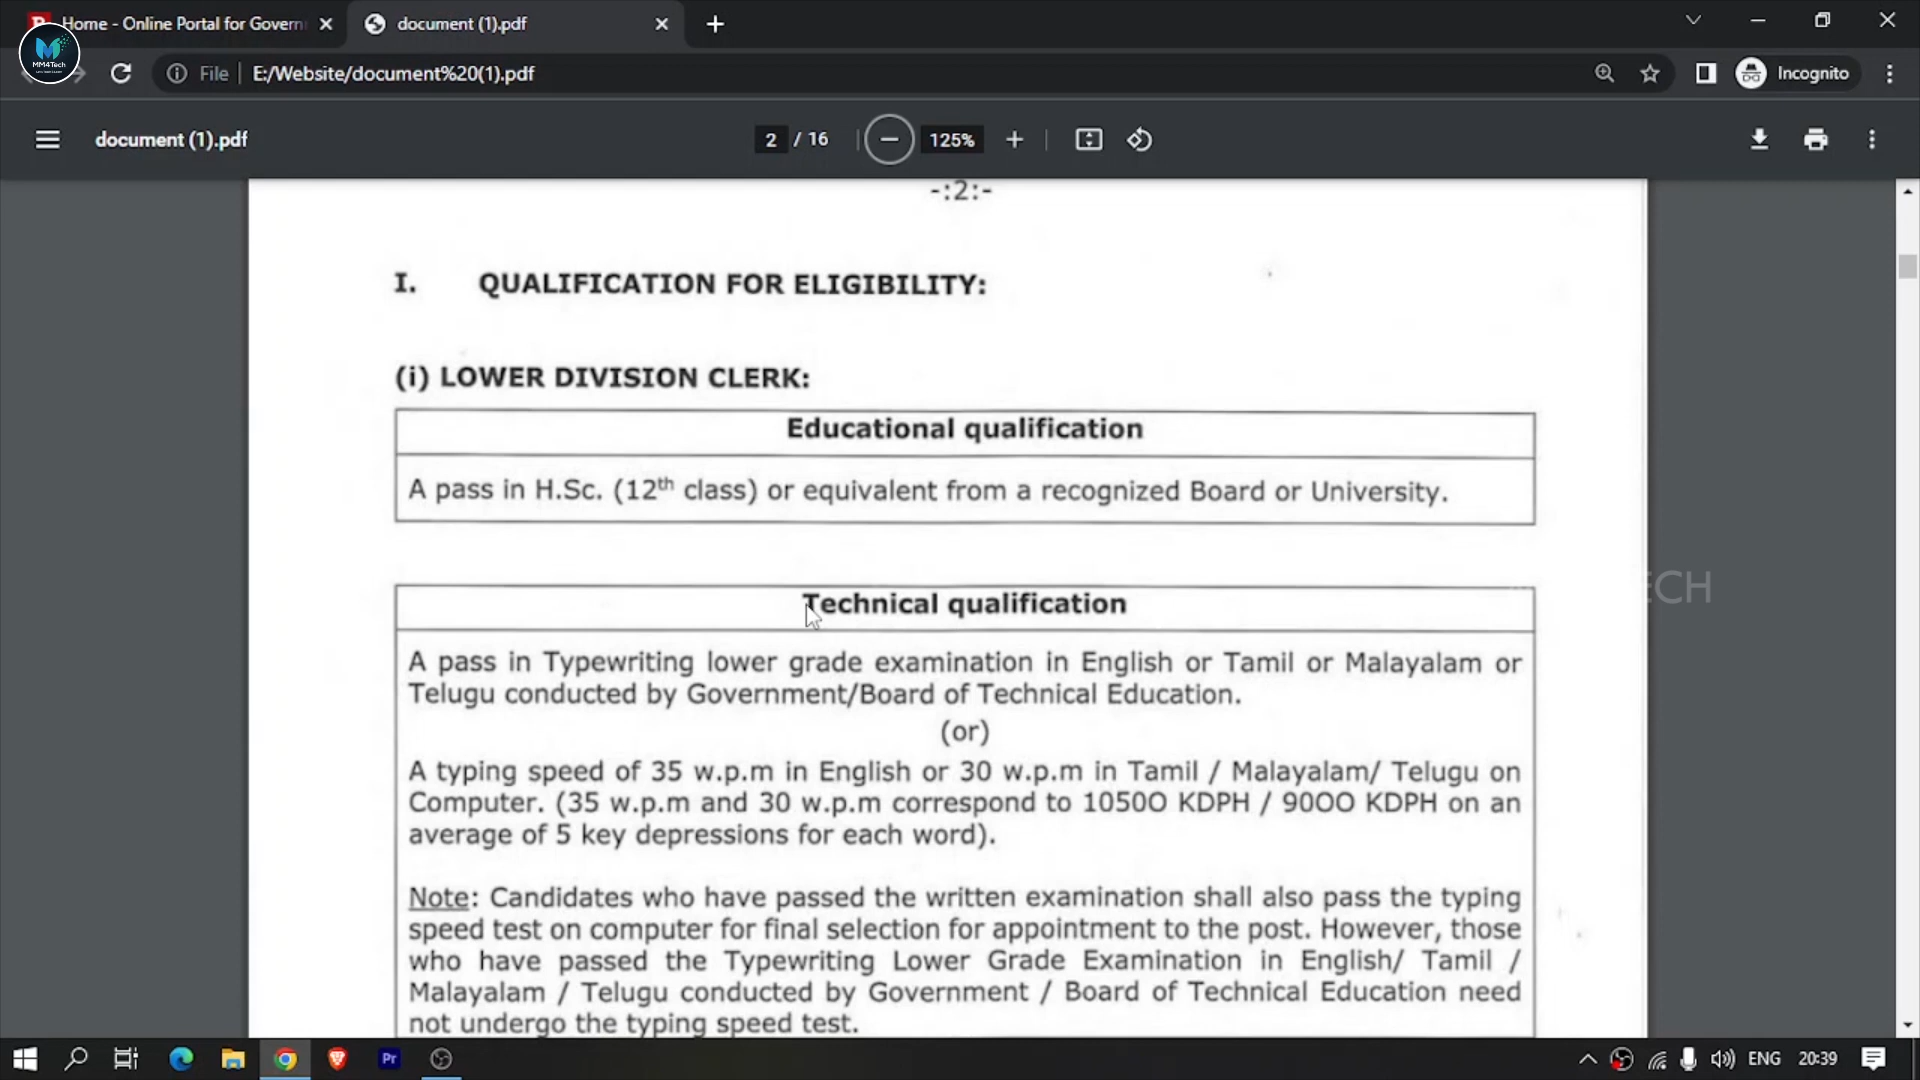 Home - Online Portal for Govern
document (1).pdf
MM4Tech
File
E:/Website/document%20(1).pdf
Incognito
document (1).pdf
2 / 16
125%
-:2:-
I. QUALIFICATION FOR ELIGIBILITY:
(i) LOWER DIVISION CLERK:
Educational qualification
A pass in H.Sc. (12th class) or equivalent from a recognized Board or University.
ECH
Technical qualification
A pass in Typewriting lower grade examination in English or Tamil or Malayalam or
Telugu conducted by Government/Board of Technical Education.
(or)
A typing speed of 35 w.p.m in English or 30 w.p.m in Tamil / Malayalam/ Telugu on
Computer. (35 w.p.m and 30 w.p.m correspond to 1050O KDPH / 9OOO KDPH on an
average of 5 key depressions for each word).
Note: Candidates who have passed the written examination shall also pass the typing
speed test on computer for final selection for appointment to the post. However, those
who have passed the Typewriting Lower Grade Examination in English/ Tamil /
Malayalam / Telugu conducted by Government / Board of Technical Education need
not undergo the typing speed test.
Pr
ENG
20:39